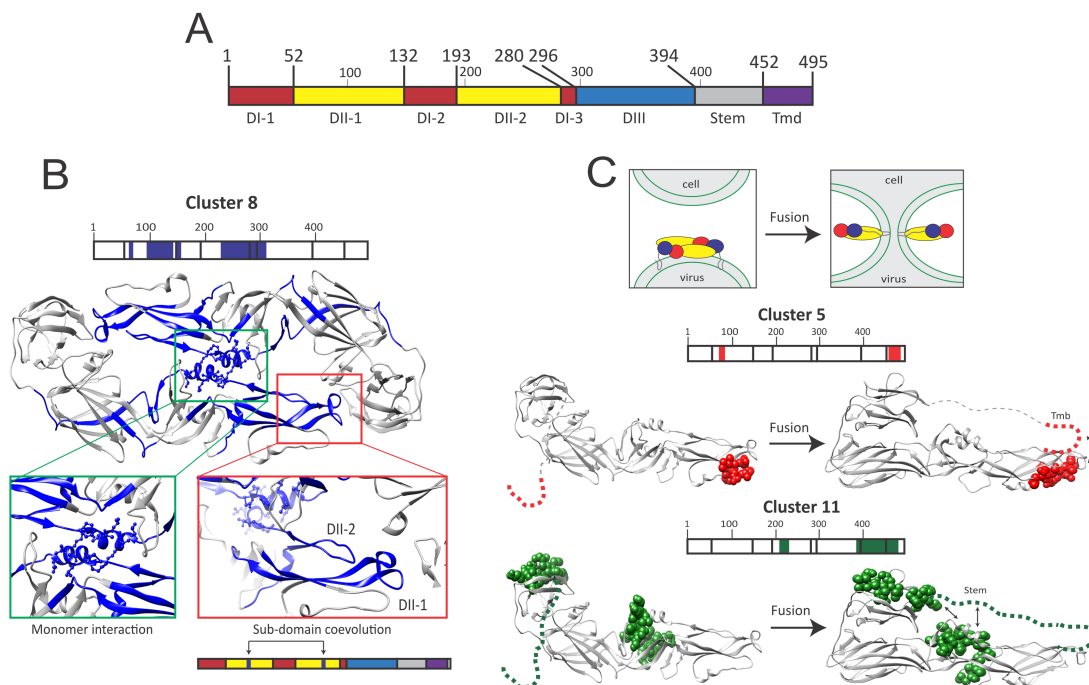 A
1 52 132 193 280 296 394 452 495
100 200 300 400
DI-1 DII-1 DI-2 DII-2 DI-3 DIII Stem Tmd
B
Cluster 8
1 100 200 300 400
DII-2
DII-1
Monomer interaction
Sub-domain coevolution
C
cell
virus
Fusion
cell
virus
Cluster 5
1 100 200 300 400
Fusion
Tmb
Cluster 11
1 100 200 300 400
Fusion
Stem